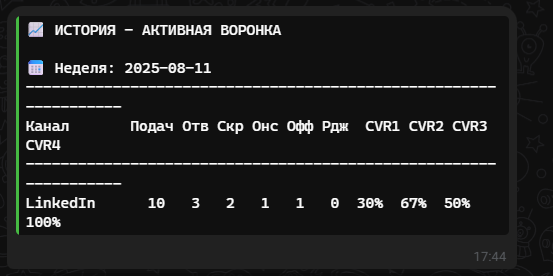 📈 ИСТОРИЯ — АКТИВНАЯ ВОРОНКА
📅 Неделя: 2025-08-11
——————————————————————————————————————————————————————
———————————
Канал       Подач Отв Скр Онс Офф Рдж  CVR1 CVR2 CVR3
CVR4
——————————————————————————————————————————————————————
———————————
LinkedIn      10   3   2   1   1   0  30%  67%  50%
100%
17:44